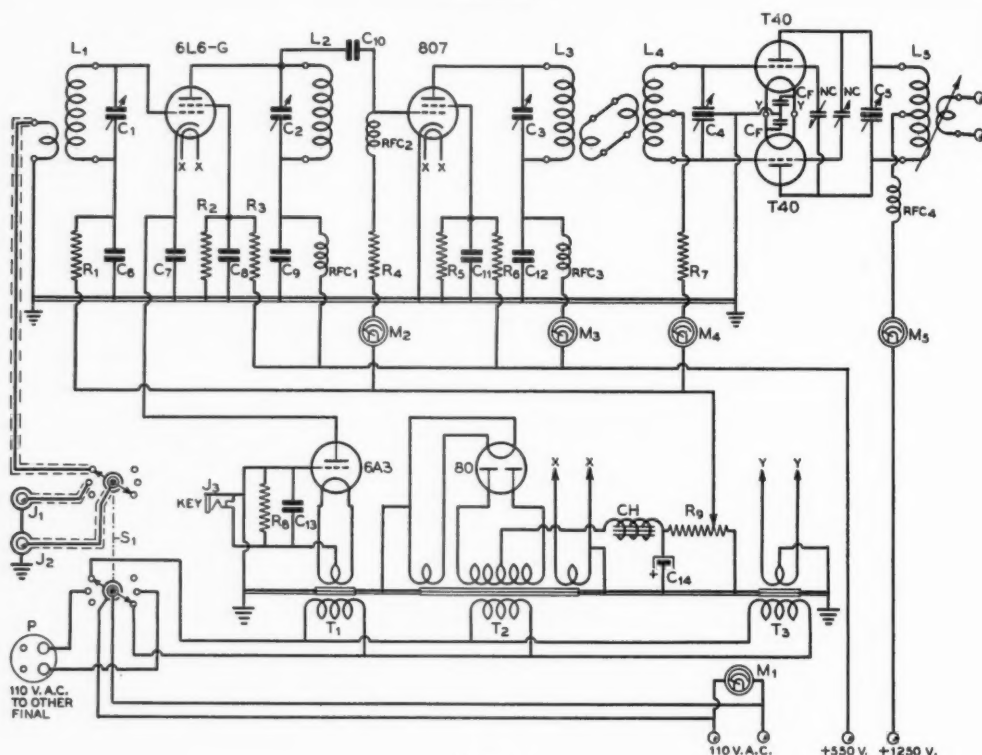 T40
L₁
6L6-G
L₂
C₁₀
807
L₃
L₄
L₅
C₁
C₂
RFC₂
C₃
C₄
Y
C_F
C_F
Y
NC
NC
C₅
X X
X X
T40
RFC₄
R₁
C₆
C₇
R₂
C₈
R₃
C₉
RFC₁
R₄
R₅
C₁₁
R₆
C₁₂
RFC₃
R₇
M₂
M₃
M₄
M₅
6A3
80
X
X
Y
Y
J₃
KEY
R₈
C₁₃
CH
R₉
J₁
S₁
+
C₁₄
J₂
T₁
T₂
T₃
P
M₁
110 V. A.C.
TO OTHER
FINAL
110 V. A.C.
+550 V.
+1250 V.